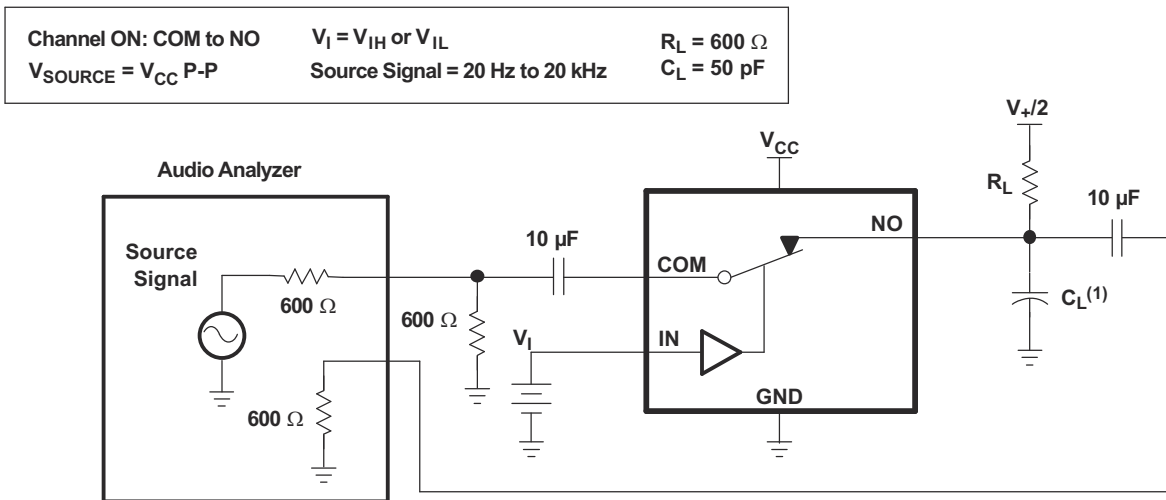 Channel ON: COM to NO
V_I = V_IH or V_IL
R_L = 600 Ω
V_SOURCE = V_CC P-P
Source Signal = 20 Hz to 20 kHz
C_L = 50 pF
V_+/2
V_CC
Audio Analyzer
R_L
10 µF
NO
10 µF
Source
Signal
COM
600 Ω
600 Ω
C_L(1)
V_I
IN
GND
600 Ω